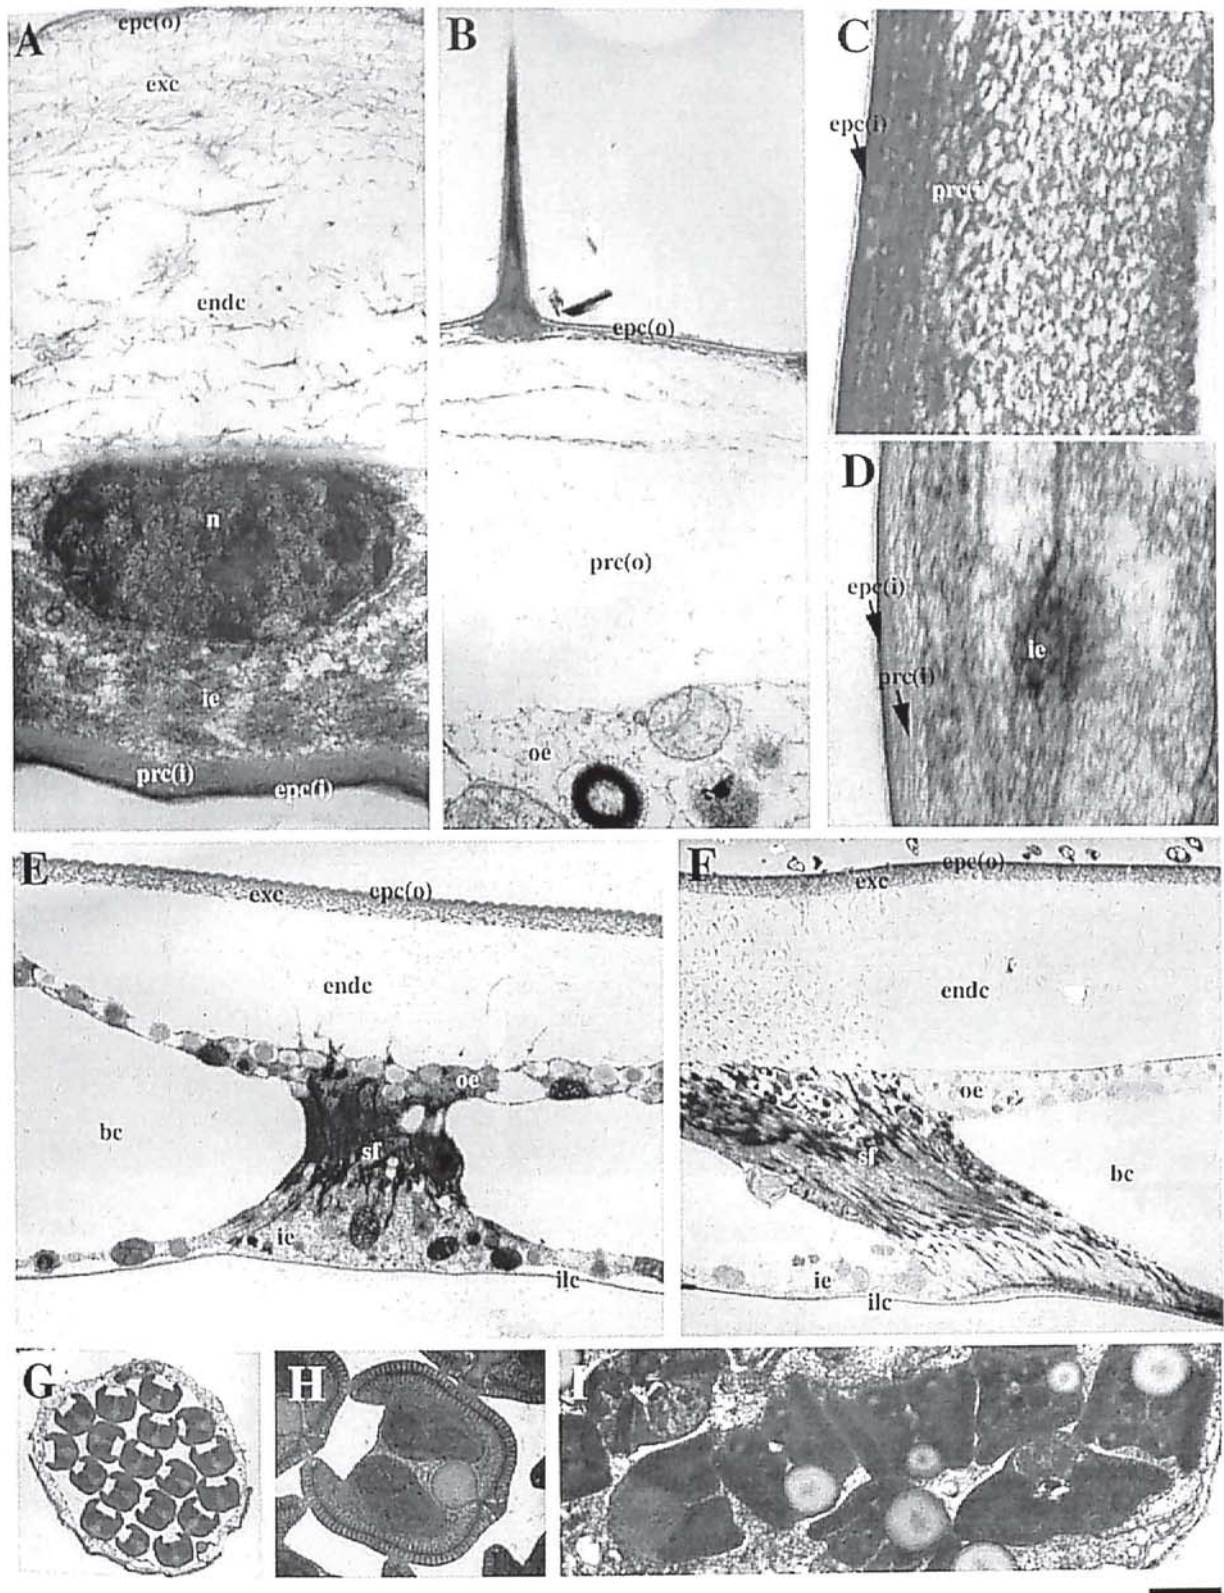 A
epc(o)
exc
endc
n
ie
prc(i)
epc(i)
B
epc(o)
prc(o)
oe
C
epc(i)
prc(i)
D
epc(i)
ie
prc(i)
E
exc epc(o)
endc
oe
bc
sf
ie
ilc
F
epc(o)
exc
endc
oe
sf
bc
ie
ilc
G
H
I